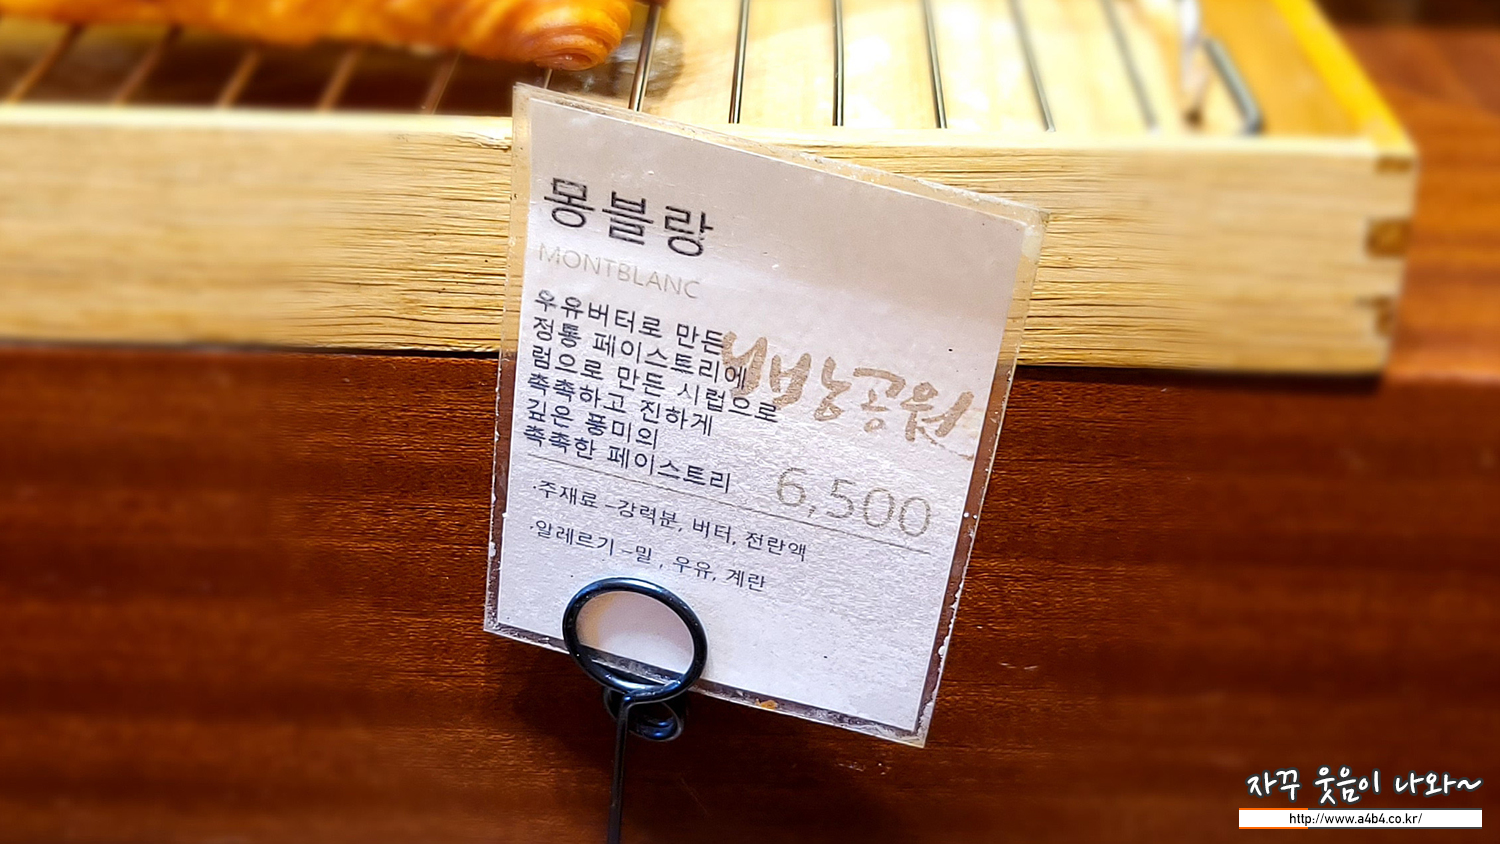 몽블랑
MONTBLANC
우유버터로 만든
정통 페이스트리에
럼으로 만든 시럽으로
촉촉하고 진하게
깊은 풍미의
촉촉한 페이스트리
6,500
·주재료 –강력분, 버터, 전란액
·알레르기 –밀 , 우유, 계란
자꾸 웃음이 나와~
http://www.a4b4.co.kr/